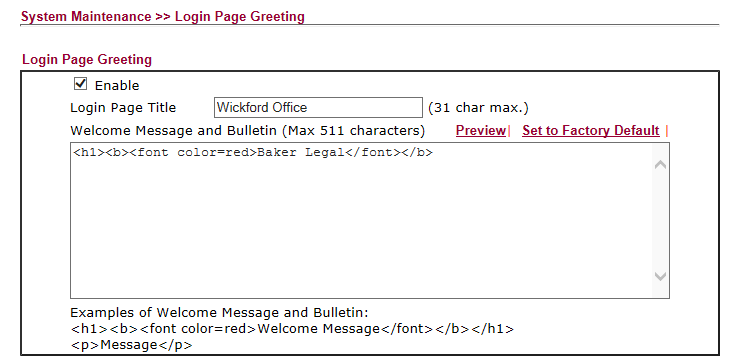 System Maintenance >> Login Page Greeting
Login Page Greeting
Enable
Login Page Title Wickford Office (31 char max.)
Welcome Message and Bulletin (Max 511 characters) Preview| Set to Factory Default |
<h1><b><font color=red>Baker Legal</font></b>
Examples of Welcome Message and Bulletin:
<h1><b><font color=red>Welcome Message</font></b></h1>
<p>Message</p>